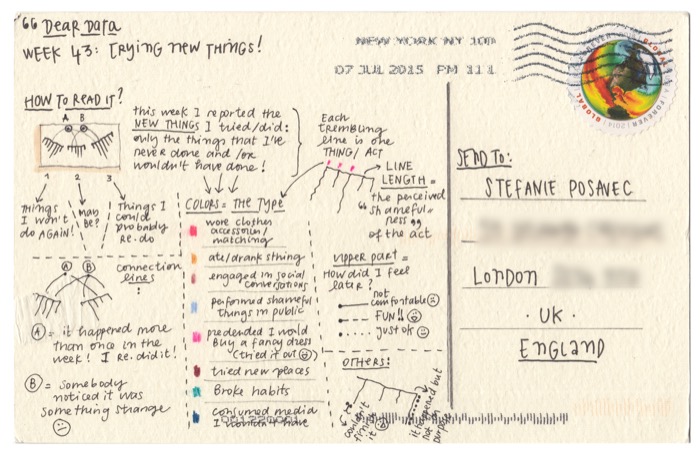 “ Dear Data
WEEK 43: Trying new Things!
NEW YORK NY 100
07 JUL 2015 PM 11 L
GLOBAL
FOREVER
HOW TO READ IT?
A B
1 2 3
Things I won't do AGAIN!
May be?
Things I could probably Re-do
this week I reported the
NEW THINGS I tried/did:
only the things that I've
never done and /or
wouldn't have done!
Each
trembling
line is one
THING/ ACT
LINE
LENGTH =
the perceived
“shameful-
ness”
of the act
COLORS = THE TYPE
wore clothes
accessories/
matching
ate/drank sthing
engaged in social
conversations
performed shameful
things in public
predended I would
Buy a fancy dress
(tried it out ☺)
tried new places
Broke habits
consumed media
I wouldn't have
A B
connection
lines :
A = it happened more
than once in the
week! I Re-did it!
B = somebody
noticed it was
something strange
☹
upper part =
How did I feel
later?
not
comfortable ☹
FUN!! ☺
just ok
OTHERS:
couldn't
finish
it
it happened but
not on
purpose
SEND TO:
STEFANIE POSAVEC
LONDON
· UK ·
ENGLAND